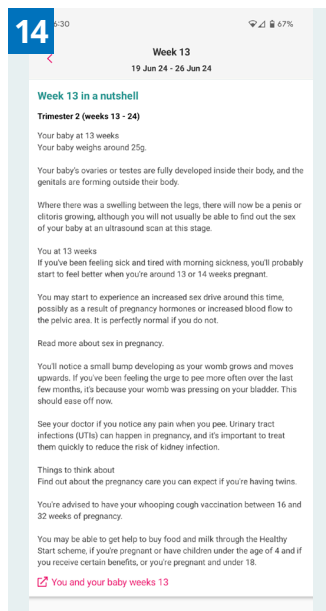 14
6:30
67%
Week 13
19 Jun 24 - 26 Jun 24
Week 13 in a nutshell
Trimester 2 (weeks 13 - 24)
Your baby at 13 weeks
Your baby weighs around 25g.
Your baby's ovaries or testes are fully developed inside their body, and the
genitals are forming outside their body.
Where there was a swelling between the legs, there will now be a penis or
clitoris growing, although you will not usually be able to find out the sex
of your baby at an ultrasound scan at this stage.
You at 13 weeks
If you've been feeling sick and tired with morning sickness, you'll probably
start to feel better when you're around 13 or 14 weeks pregnant.
You may start to experience an increased sex drive around this time,
possibly as a result of pregnancy hormones or increased blood flow to
the pelvic area. It is perfectly normal if you do not.
Read more about sex in pregnancy.
You'll notice a small bump developing as your womb grows and moves
upwards. If you've been feeling the urge to pee more often over the last
few months, it's because your womb was pressing on your bladder. This
should ease off now.
See your doctor if you notice any pain when you pee. Urinary tract
infections (UTIs) can happen in pregnancy, and it's important to treat
them quickly to reduce the risk of kidney infection.
Things to think about
Find out about the pregnancy care you can expect if you're having twins.
You're advised to have your whooping cough vaccination between 16 and
32 weeks of pregnancy.
You may be able to get help to buy food and milk through the Healthy
Start scheme, if you're pregnant or have children under the age of 4 and if
you receive certain benefits, or you're pregnant and under 18.
You and your baby weeks 13